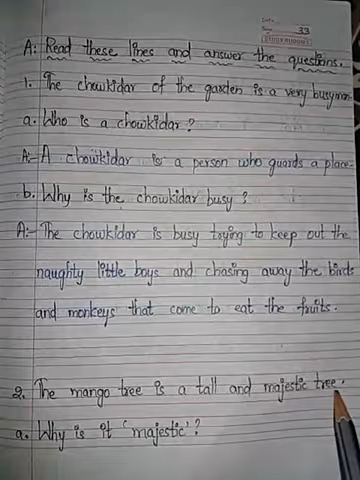 33
A: Read these lines and answer the questions.
1. The chowkidar of the garden is a very busy man
a. Who is a chowkidar?
A:- A chowkidar is a person who guards a place.
b. Why is the chowkidar busy?
A:- The chowkidar is busy trying to keep out the
naughty little boys and chasing away the birds
and monkeys that come to eat the fruits.
2. The mango tree is a tall and majestic tree.
a. Why is it 'majestic'?